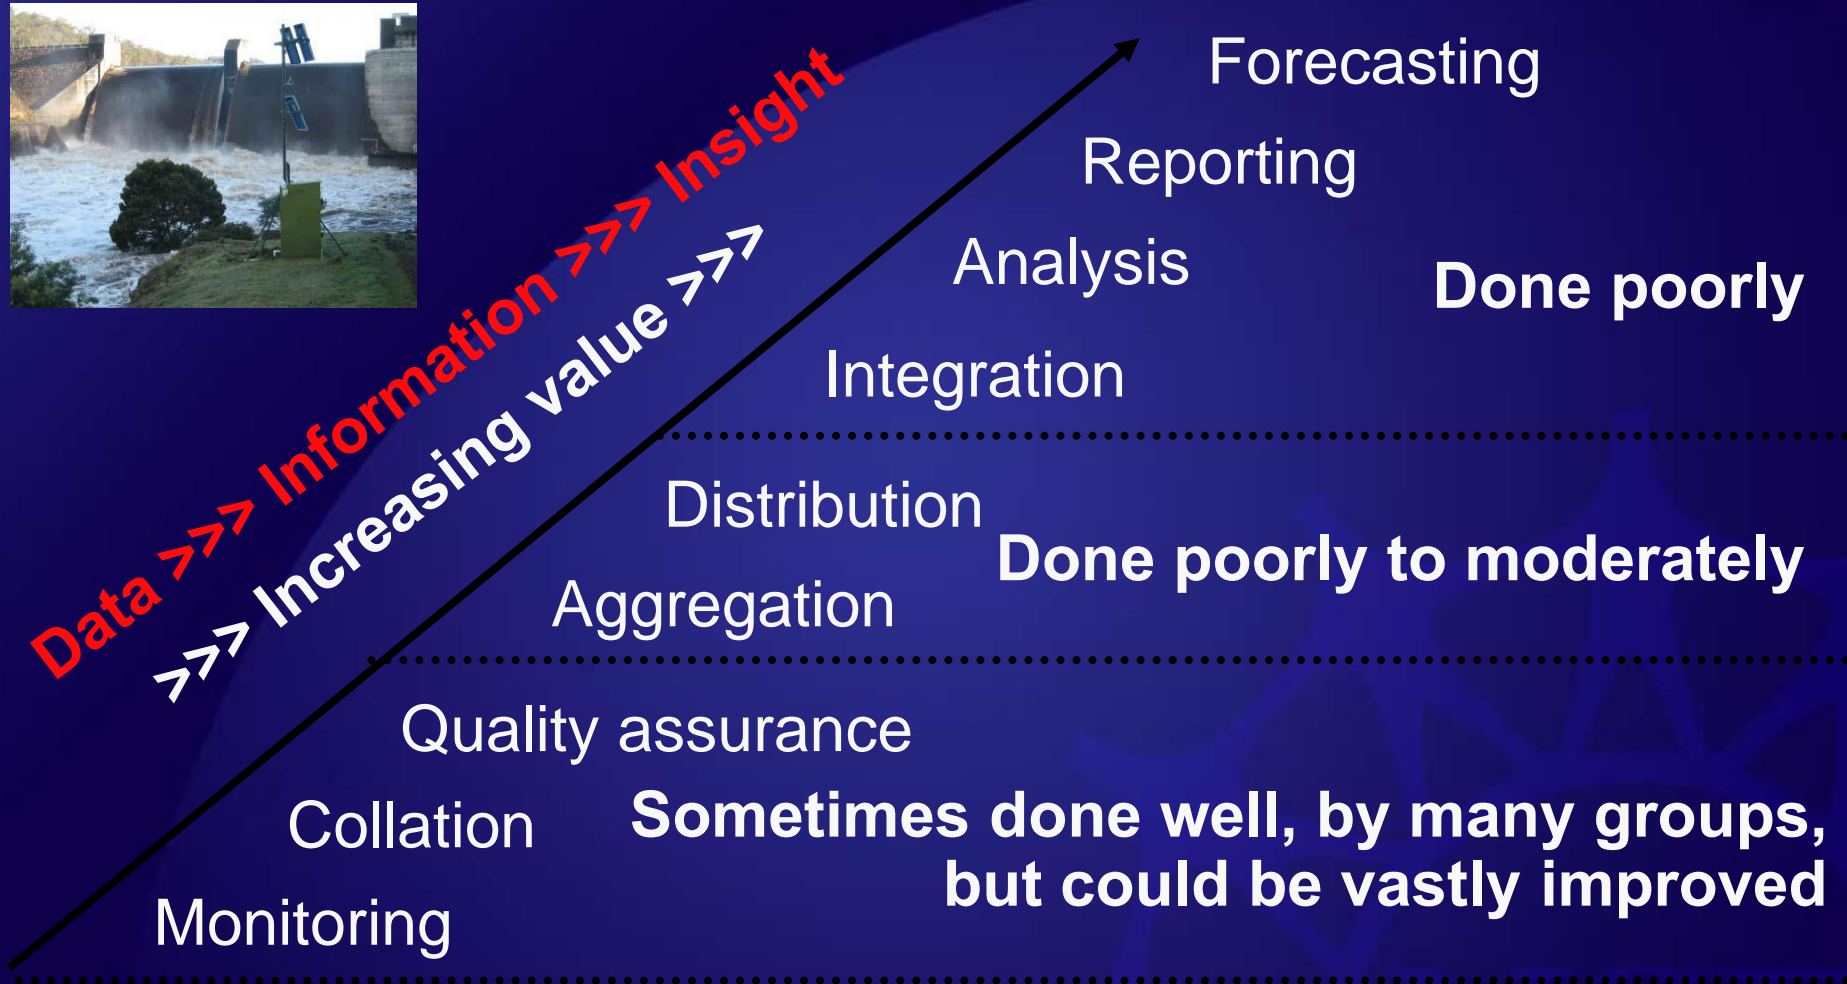 Data >>> Information >>> Insight
>>> Increasing value >>>
Forecasting
Reporting
Analysis
Done poorly
Integration
Distribution
Done poorly to moderately
Aggregation
Quality assurance
Collation
Sometimes done well, by many groups,
but could be vastly improved
Monitoring